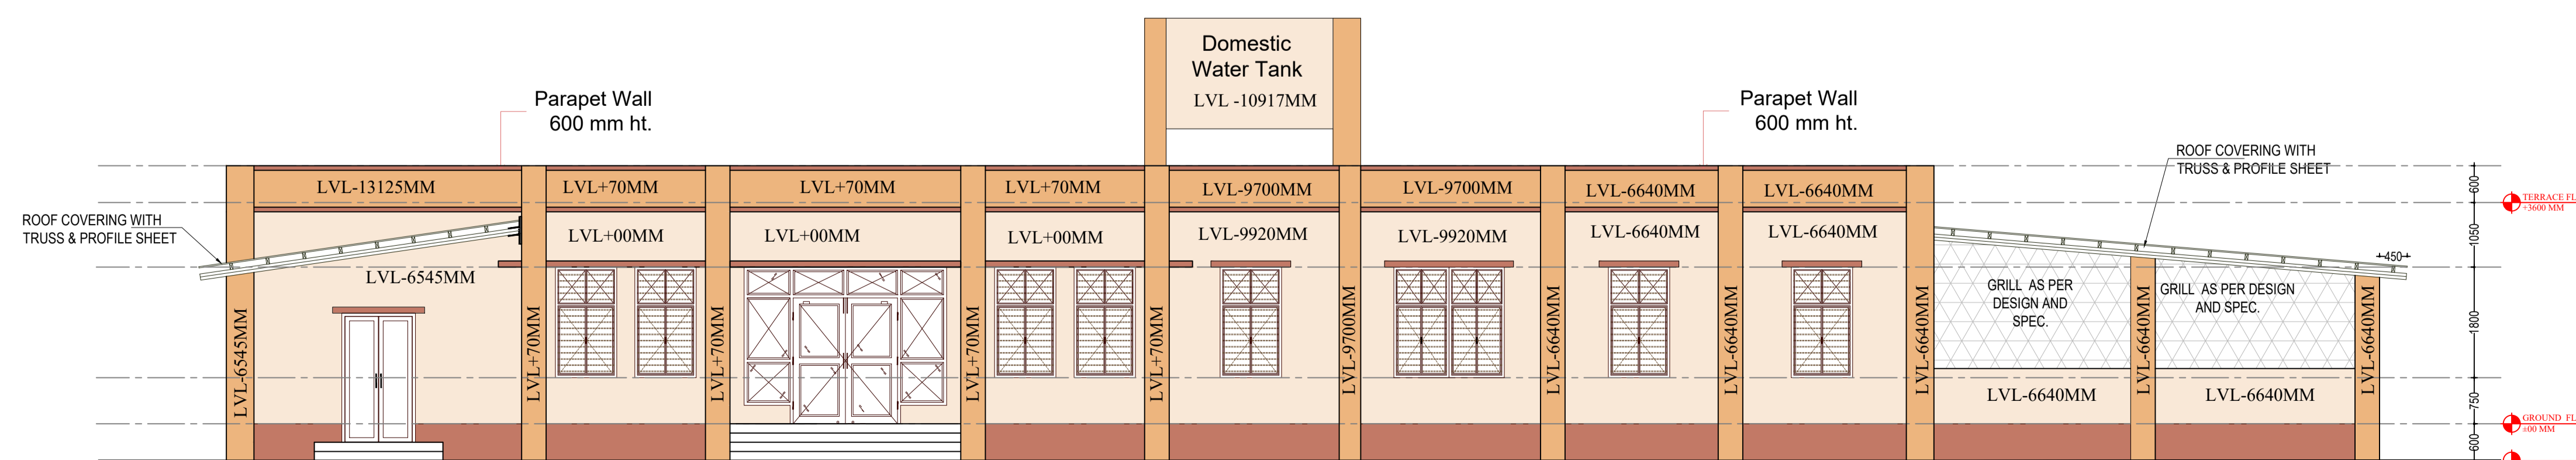 Domestic
Water Tank
LVL -10917MM
Parapet Wall
600 mm ht.
Parapet Wall
600 mm ht.
ROOF COVERING WITH
TRUSS & PROFILE SHEET
ROOF COVERING WITH
TRUSS & PROFILE SHEET
LVL-13125MM
LVL+70MM
LVL+70MM
LVL+70MM
LVL-9700MM
LVL-9700MM
LVL-6640MM
LVL-6640MM
600
TERRACE FL
+3600 MM
LVL+00MM
LVL+00MM
LVL+00MM
LVL-9920MM
LVL-9920MM
LVL-6640MM
LVL-6640MM
1050
450
LVL-6545MM
GRILL AS PER
DESIGN AND
SPEC.
GRILL AS PER DESIGN
AND SPEC.
1800
LVL-6545MM
LVL+70MM
LVL+70MM
LVL+70MM
LVL+70MM
LVL-9700MM
LVL-6640MM
LVL-6640MM
LVL-6640MM
LVL-6640MM
LVL-6640MM
LVL-6640MM
LVL-6640MM
750
GROUND FL
±00 MM
600